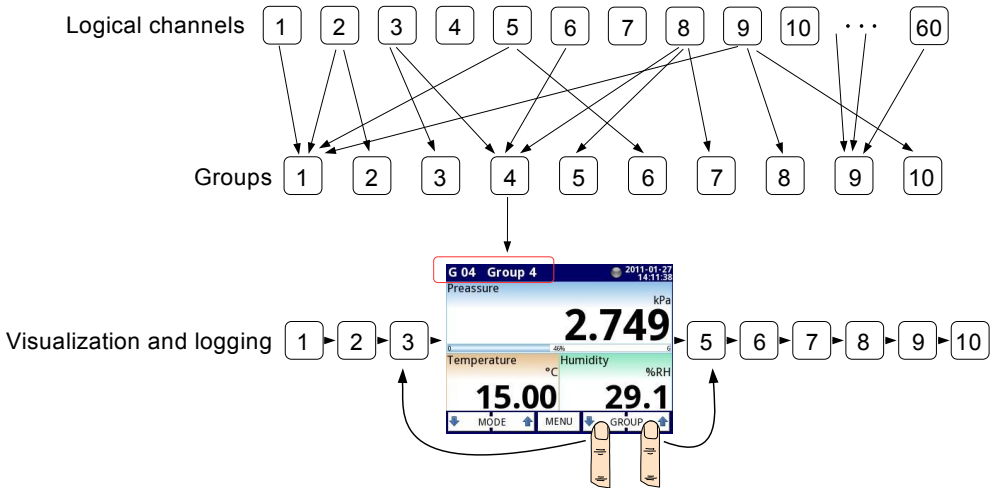 Logical channels 1 2 3 4 5 6 7 8 9 10 ... 60
Groups 1 2 3 4 5 6 7 8 9 10
G 04 Group 4 2011-01-27
14:11:38
Preassure
kPa
2.749
0 46% 6
Visualization and logging 1 2 3 5 6 7 8 9 10
Temperature Humidity
°C %RH
15.00 29.1
MODE MENU GROUP